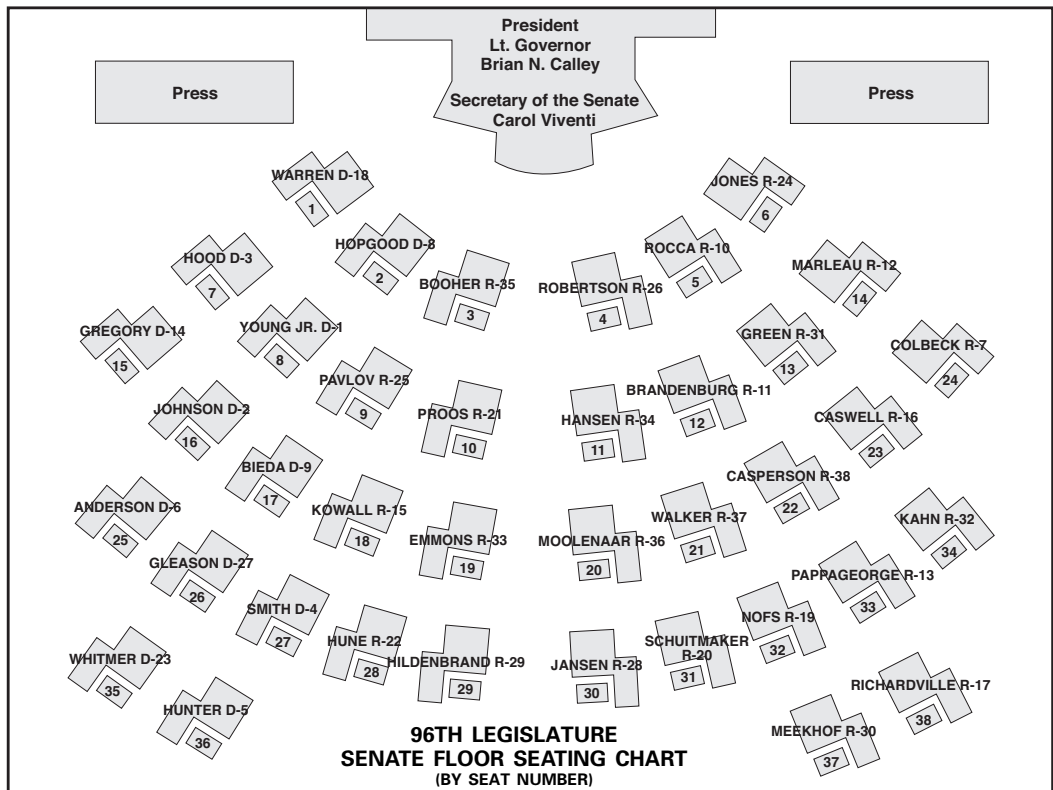 President
Lt. Governor
Brian N. Calley
Press
Press
Secretary of the Senate
Carol Viventi
WARREN D-18
1
JONES R-24
6
HOPGOOD D-8
2
ROCCA R-10
5
HOOD D-3
7
MARLEAU R-12
14
BOOHER R-35
3
ROBERTSON R-26
4
GREGORY D-14
15
YOUNG JR. D-1
8
GREEN R-31
13
COLBECK R-7
24
PAVLOV R-25
9
BRANDENBURG R-11
12
JOHNSON D-2
16
PROOS R-21
10
HANSEN R-34
11
CASWELL R-16
23
BIEDA D-9
17
CASPERSON R-38
22
ANDERSON D-6
25
KOWALL R-15
18
WALKER R-37
21
KAHN R-32
34
EMMONS R-33
19
MOOLENAAR R-36
20
GLEASON D-27
26
PAPPAGEORGE R-13
33
SMITH D-4
27
NOFS R-19
32
HUNE R-22
28
SCHUITMAKER
R-20
31
WHITMER D-23
35
HILDENBRAND R-29
29
JANSEN R-28
30
RICHARDVILLE R-17
38
HUNTER D-5
36
MEEKHOF R-30
37
96TH LEGISLATURE
SENATE FLOOR SEATING CHART
(BY SEAT NUMBER)